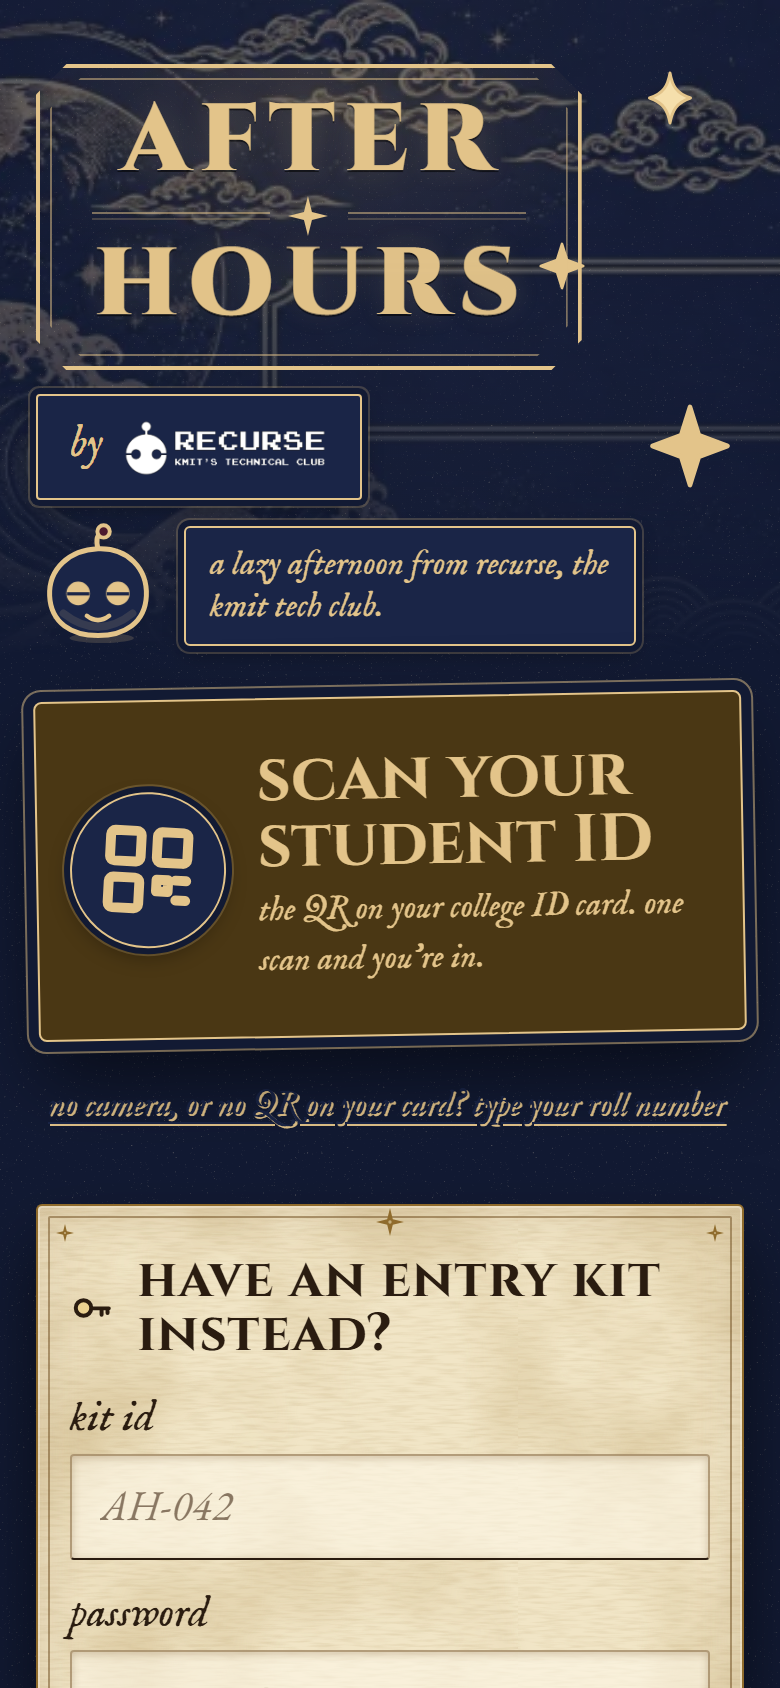 AFTER
HOURS
by RECURSE
KMIT'S TECHNICAL CLUB
a lazy afternoon from recurse, the
kmit tech club.
SCAN YOUR
STUDENT ID
the QR on your college ID card. one
scan and you're in.
no camera, or no QR on your card? type your roll number
HAVE AN ENTRY KIT
INSTEAD?
kit id
AH-042
password